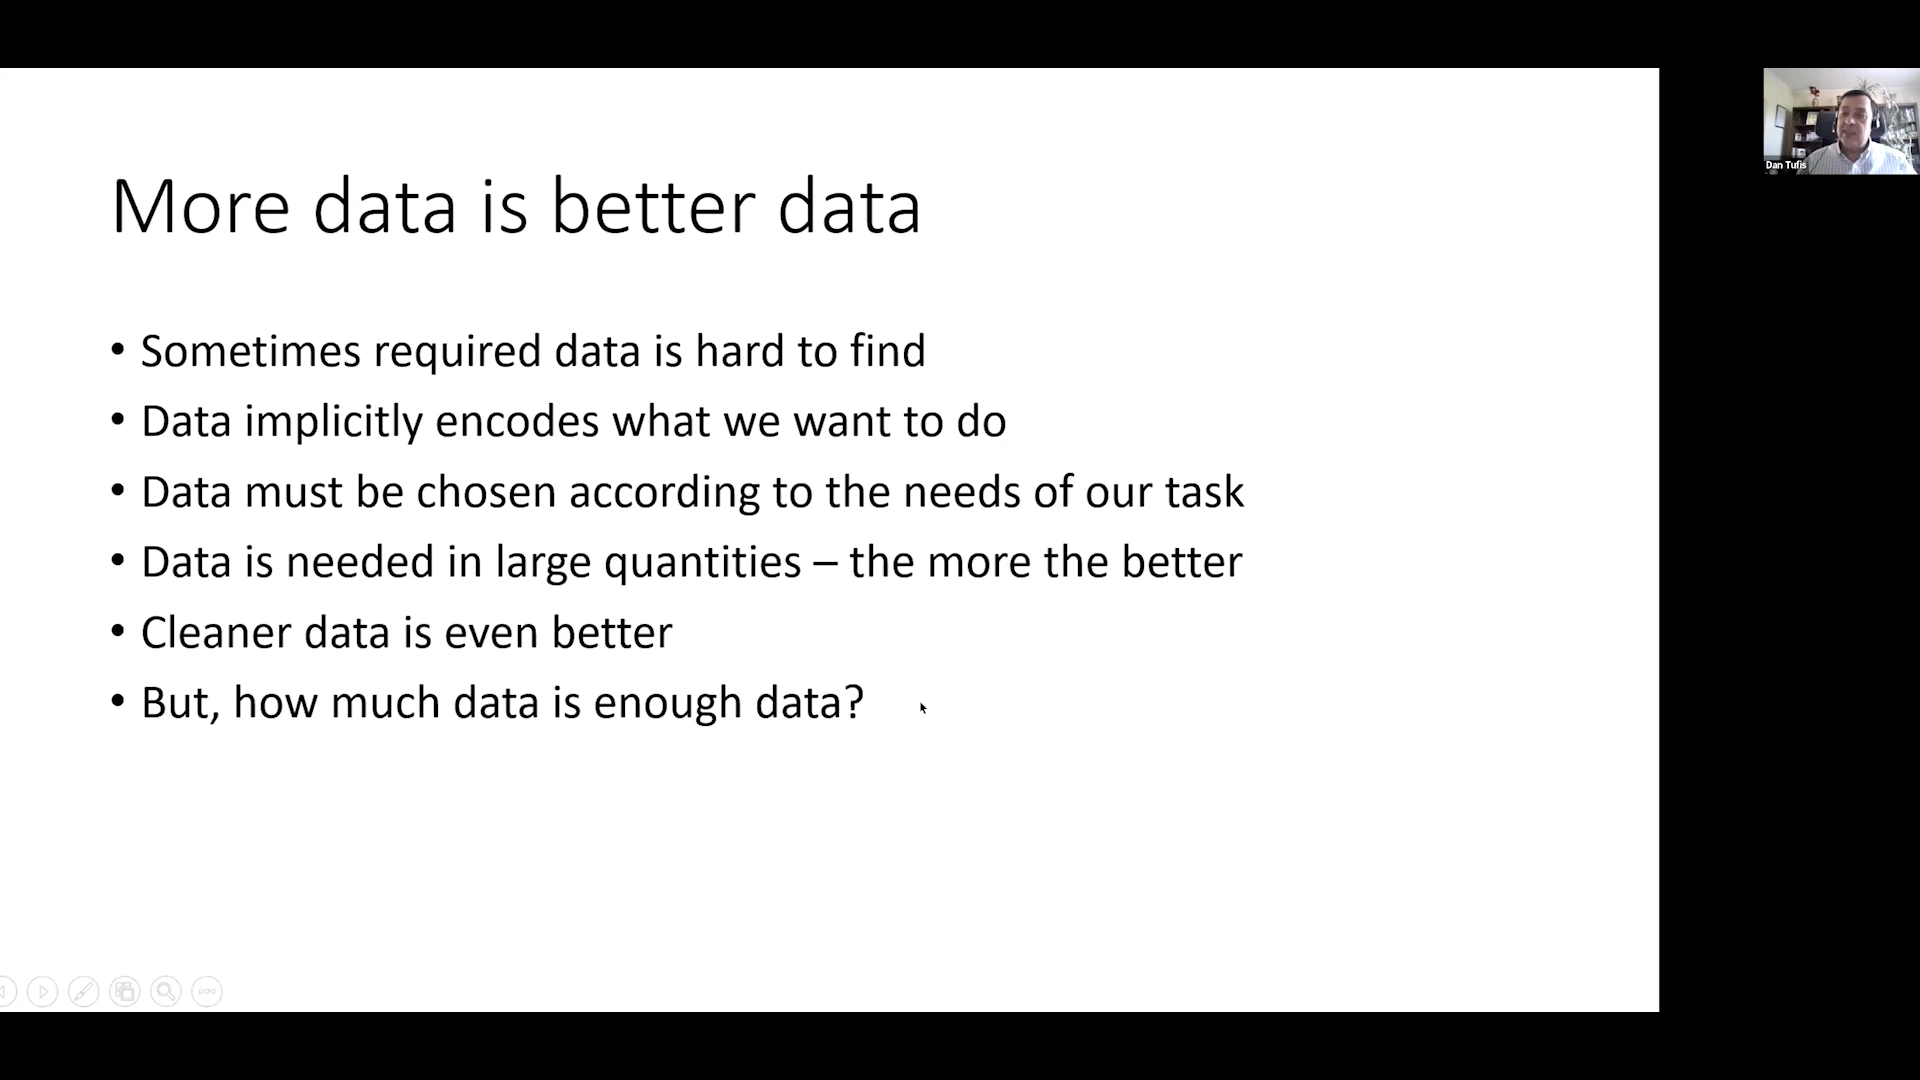 More data is better data
• Sometimes required data is hard to find
• Data implicitly encodes what we want to do
• Data must be chosen according to the needs of our task
• Data is needed in large quantities – the more the better
• Cleaner data is even better
• But, how much data is enough data?
Dan Tufis